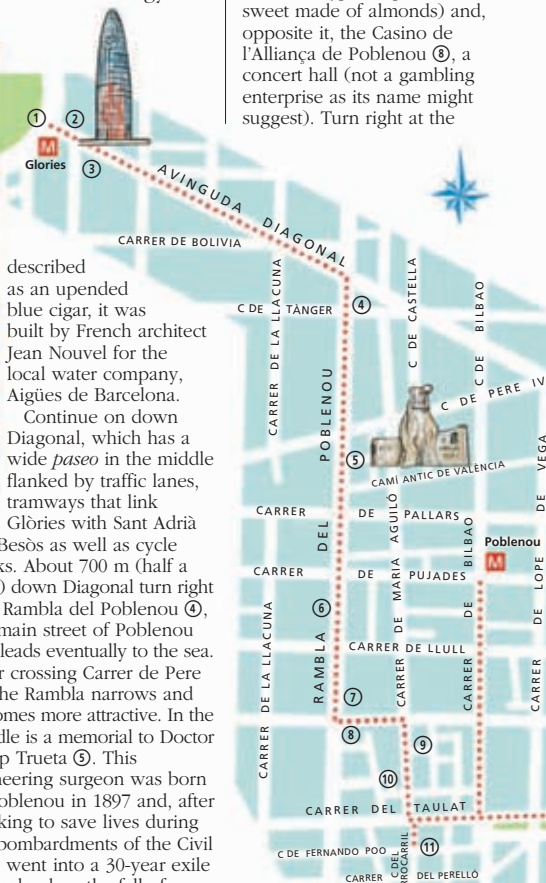 sweet made of almonds) and,
opposite it, the Casino de
l'Aliança de Poblenou ⑧, a
concert hall (not a gambling
enterprise as its name might
suggest). Turn right at the
described
as an upended
blue cigar, it was
built by French architect
Jean Nouvel for the
local water company,
Aigües de Barcelona.
Continue on down
Diagonal, which has a
wide paseo in the middle
flanked by traffic lanes,
tramways that link
Glòries with Sant Adrià
Besòs as well as cycle
About 700 m (half a
down Diagonal turn right
Rambla del Poblenou ④,
main street of Poblenou
leads eventually to the sea.
crossing Carrer de Pere
the Rambla narrows and
more attractive. In the
is a memorial to Doctor
Trueta ⑤. This
surgeon was born
Poblenou in 1897 and, after
to save lives during
bombardments of the Civil
went into a 30-year exile
①
②
M
Glories
③
AVINGUDA DIAGONAL
CARRER DE BOLIVIA
CARRER DE LA LLACUNA
C DE TÀNGER
④
C DE CASTELLA
C DE BILBAO
C DE PERE IV
RAMBLA DEL POBLENOU
⑤
CAMÍ ANTIC DE VALÈNCIA
CARRER DE PALLARS
CARRER DE MARIA AGUILÓ
CARRER DE BILBAO
Poblenou
M
CARRER DE LOPE DE VEGA
CARRER DE PUJADES
⑥
CARRER DE LA LLACUNA
CARRER DE LLULL
⑦
⑧
⑨
⑩
CARRER DEL TAULAT
⑪
C DE FERNANDO POO
C DEL
CARRER DEL PERELLÓ